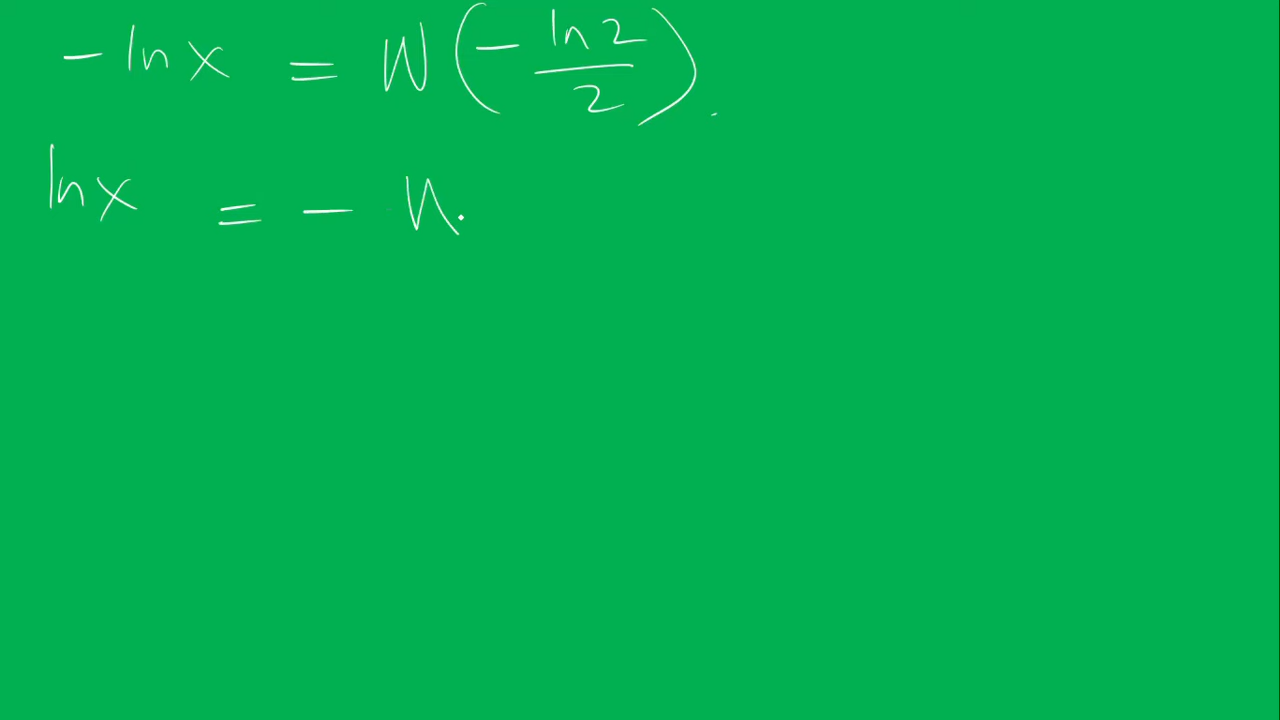 -ln x = W(-ln2/2).
ln x = -